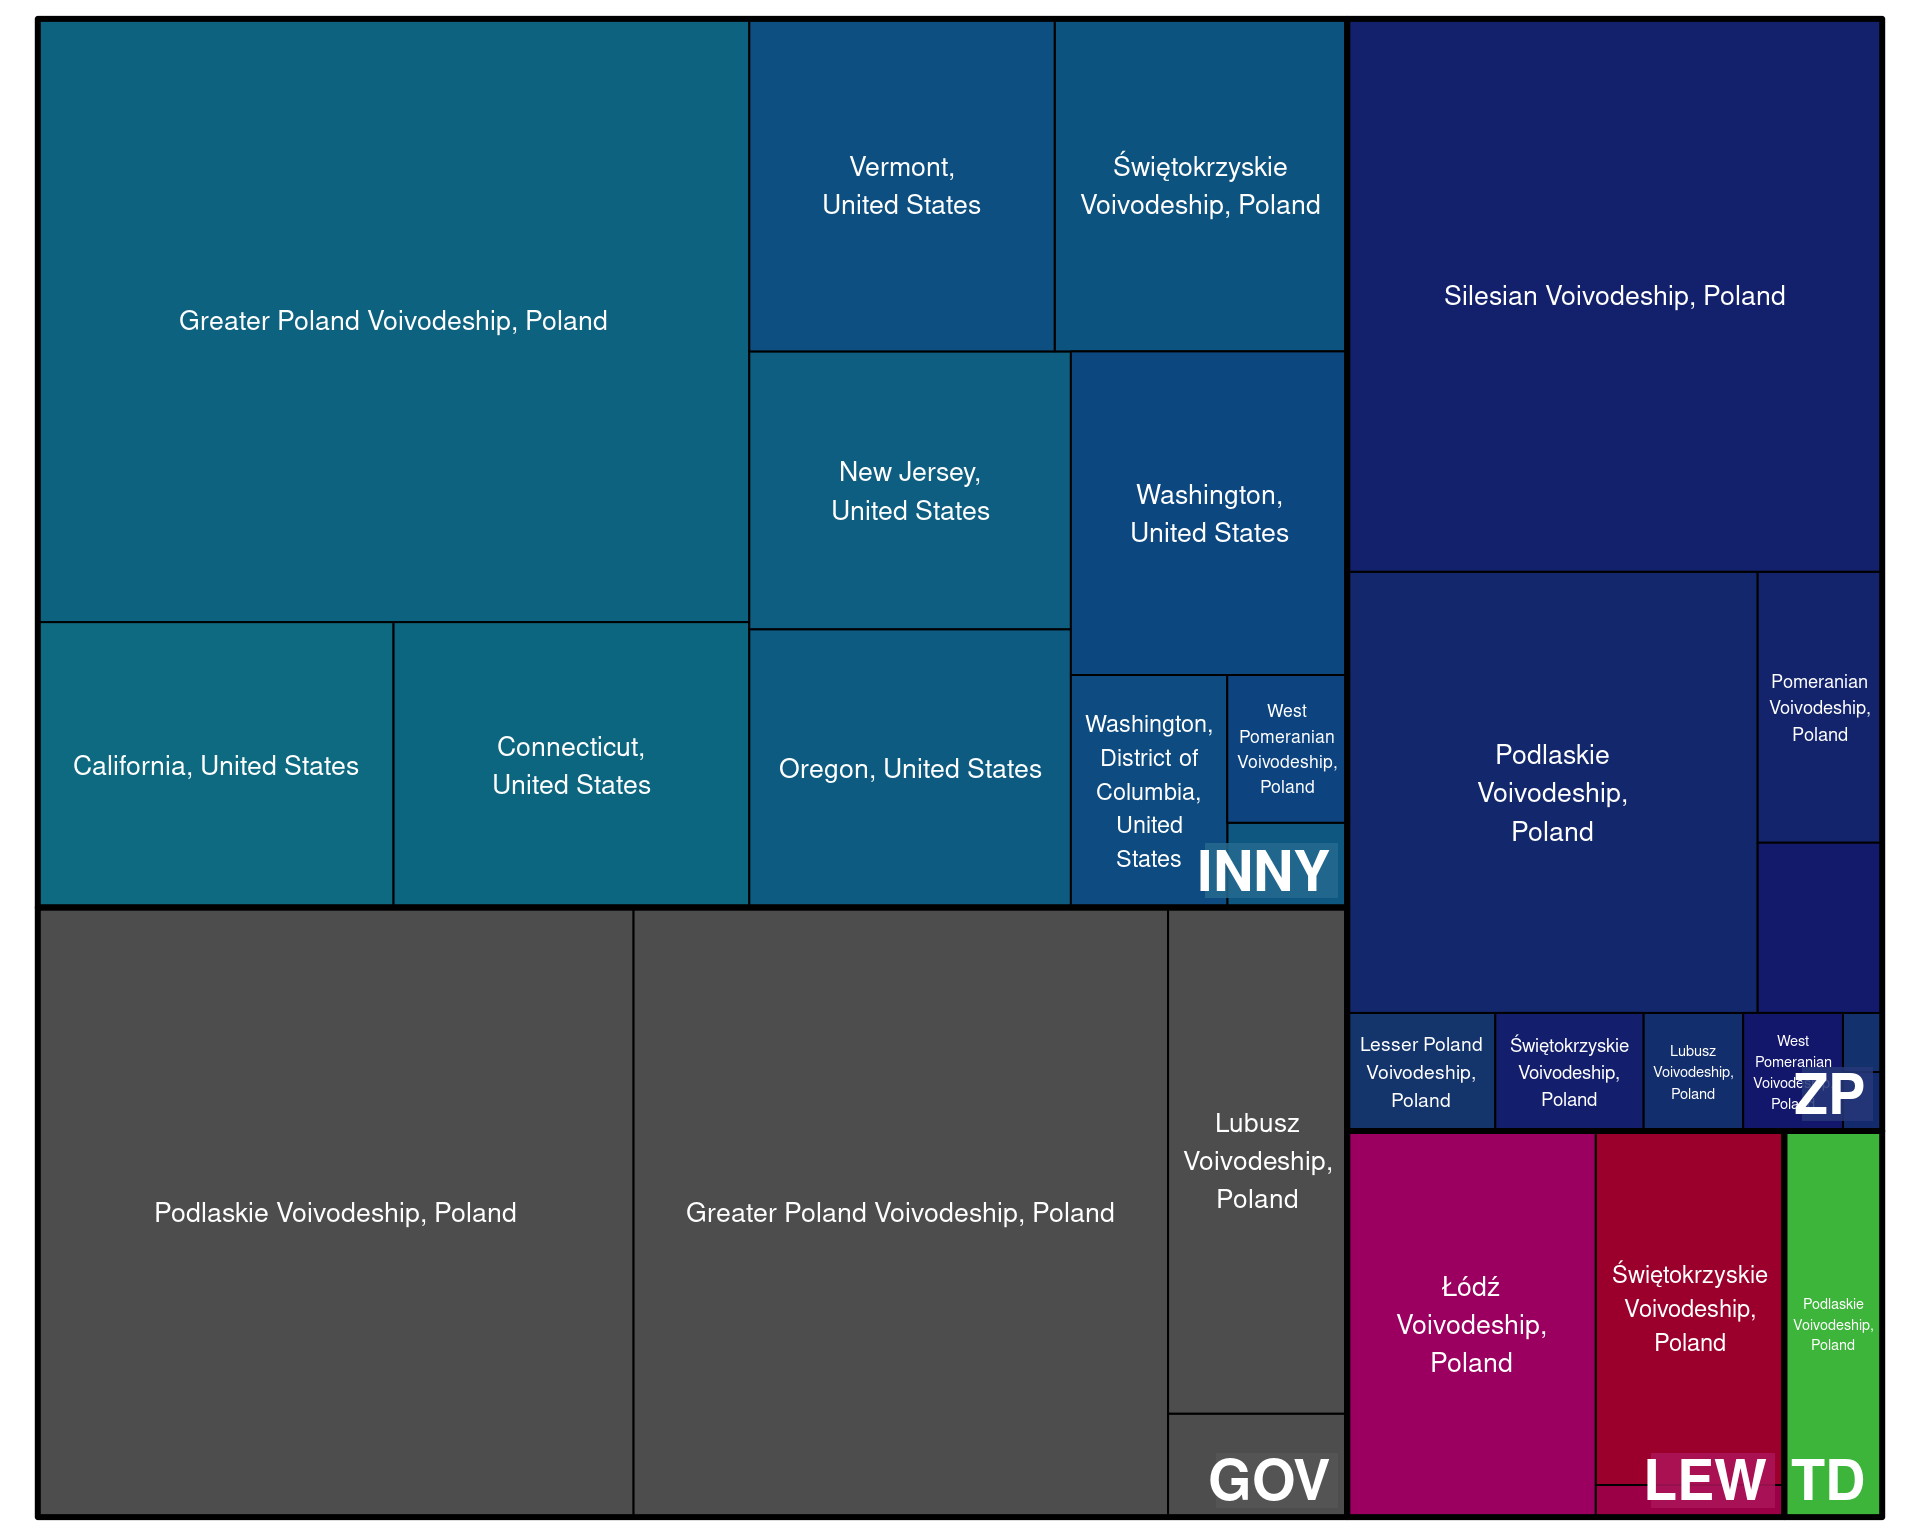 Greater Poland Voivodeship, Poland
Vermont,
United States
Świętokrzyskie
Voivodeship, Poland
New Jersey,
United States
Washington,
United States
California, United States
Connecticut,
United States
Oregon, United States
Washington,
District of
Columbia,
United
States
West
Pomeranian
Voivodeship,
Poland
INNY
Podlaskie Voivodeship, Poland
Greater Poland Voivodeship, Poland
Lubusz
Voivodeship,
Poland
GOV
Silesian Voivodeship, Poland
Podlaskie
Voivodeship,
Poland
Pomeranian
Voivodeship,
Poland
Lesser Poland
Voivodeship,
Poland
Świętokrzyskie
Voivodeship,
Poland
Lubusz
Voivodeship,
Poland
West
Pomeranian
Voivodeship,
Poland
ZP
Łódź
Voivodeship,
Poland
Świętokrzyskie
Voivodeship,
Poland
LEW
Podlaskie
Voivodeship,
Poland
TD